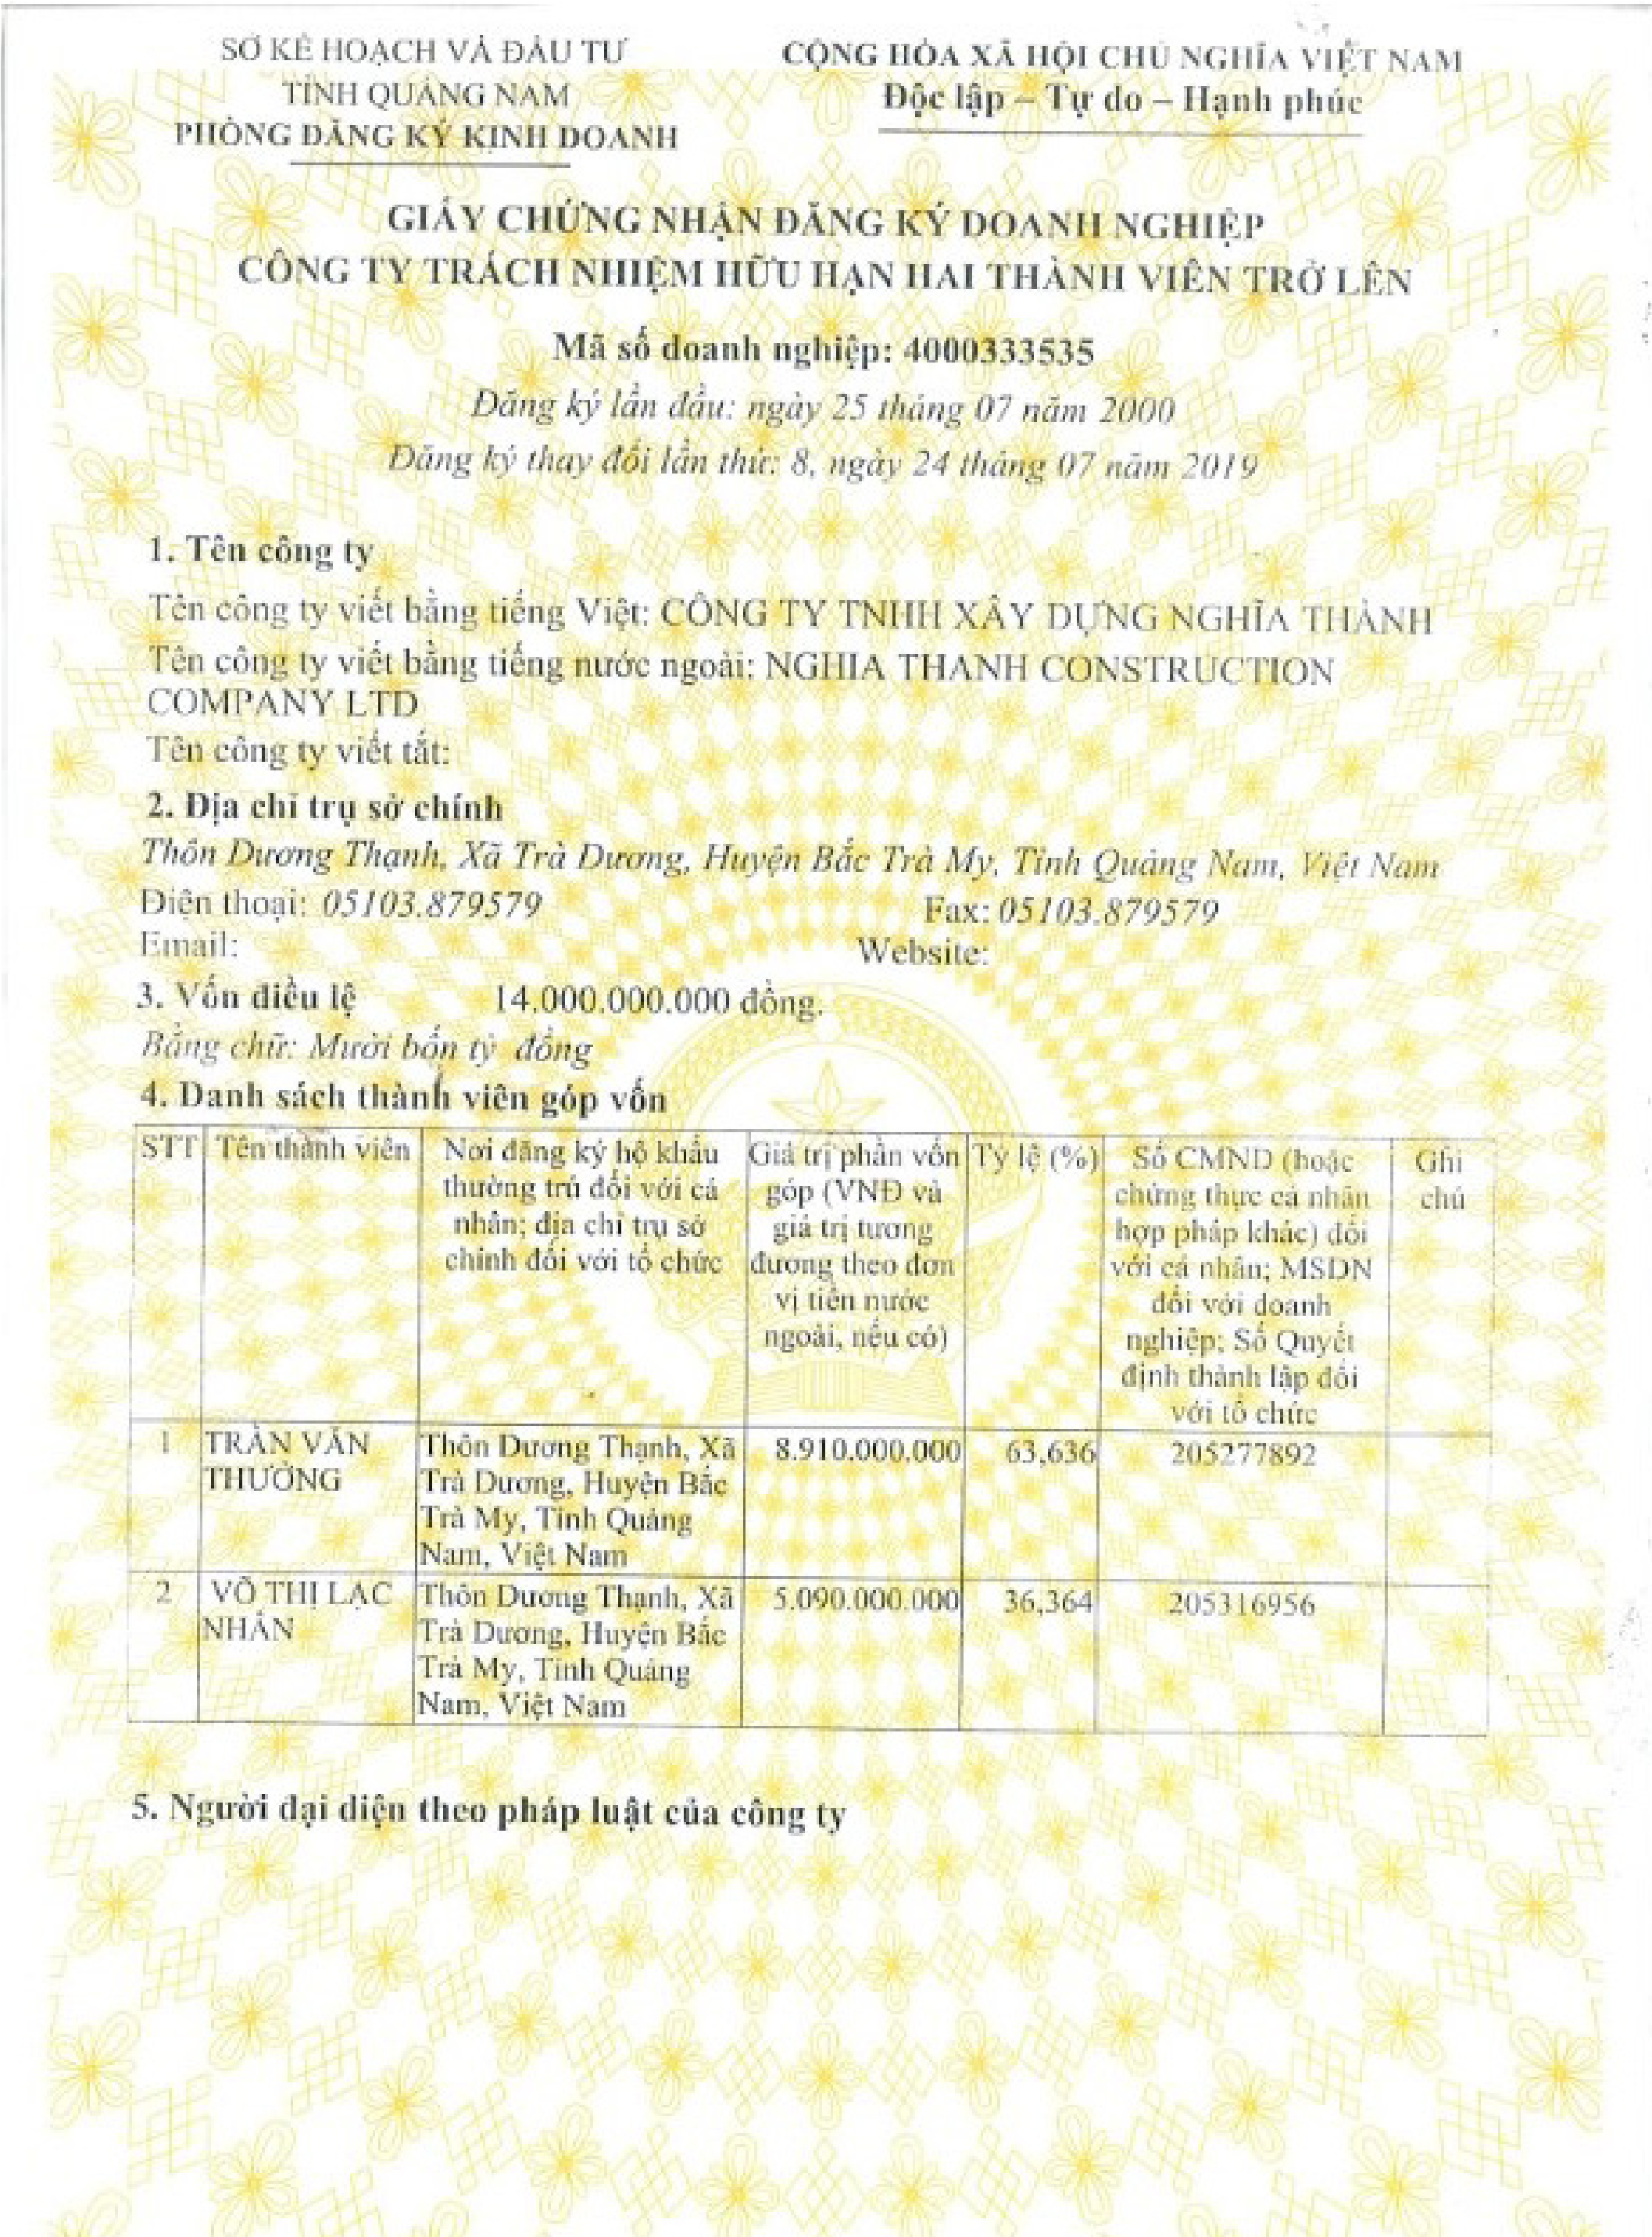 SỞ KẾ HOẠCH VÀ ĐẦU TƯ
TỈNH QUẢNG NAM
PHÒNG ĐĂNG KÝ KINH DOANH
CỘNG HÒA XÃ HỘI CHỦ NGHĨA VIỆT NAM
Độc lập – Tự do – Hạnh phúc
GIẤY CHỨNG NHẬN ĐĂNG KÝ DOANH NGHIỆP
CÔNG TY TRÁCH NHIỆM HỮU HẠN HAI THÀNH VIÊN TRỞ LÊN
Mã số doanh nghiệp: 4000333535
Đăng ký lần đầu: ngày 25 tháng 07 năm 2000
Đăng ký thay đổi lần thứ: 8, ngày 24 tháng 07 năm 2019
1. Tên công ty
Tên công ty viết bằng tiếng Việt: CÔNG TY TNHH XÂY DỰNG NGHĨA THÀNH
Tên công ty viết bằng tiếng nước ngoài: NGHIA THANH CONSTRUCTION
COMPANY LTD
Tên công ty viết tắt:
2. Địa chỉ trụ sở chính
Thôn Dương Thạnh, Xã Trà Dương, Huyện Bắc Trà My, Tỉnh Quảng Nam, Việt Nam
Điện thoại: 05103.879579 Fax: 05103.879579
Email: Website:
3. Vốn điều lệ 14.000.000.000 đồng.
Bằng chữ: Mười bốn tỷ đồng
4. Danh sách thành viên góp vốn
STT
Tên thành viên
Nơi đăng ký hộ khẩu
thường trú đối với cá
nhân; địa chỉ trụ sở
chính đối với tổ chức
Giá trị phần vốn
góp (VNĐ và
giá trị tương
đương theo đơn
vị tiền nước
ngoài, nếu có)
Tỷ lệ (%)
Số CMND (hoặc
chứng thực cá nhân
hợp pháp khác) đối
với cá nhân; MSDN
đối với doanh
nghiệp; Số Quyết
định thành lập đối
với tổ chức
Ghi
chú
1
TRẦN VĂN
THƯỜNG
Thôn Dương Thạnh, Xã
Trà Dương, Huyện Bắc
Trà My, Tỉnh Quảng
Nam, Việt Nam
8.910.000.000
63,636
205277892
2
VÕ THỊ LẠC
NHÂN
Thôn Dương Thạnh, Xã
Trà Dương, Huyện Bắc
Trà My, Tỉnh Quảng
Nam, Việt Nam
5.090.000.000
36,364
205316956
5. Người đại diện theo pháp luật của công ty